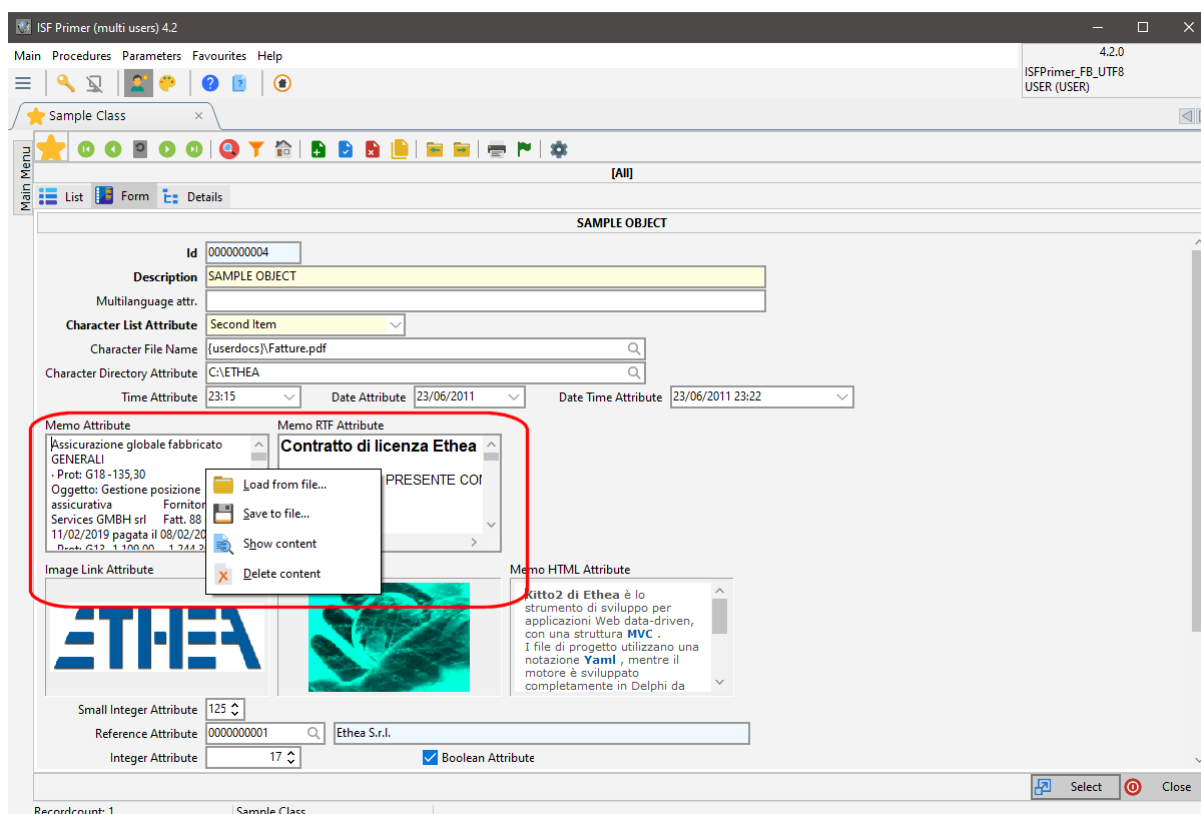 ISF Primer (multi users) 4.2
Main Procedures Parameters Favourites Help
4.2.0
ISFPrimer_FB_UTF8
USER (USER)
Sample Class
Main Menu
[All]
List Form Details
SAMPLE OBJECT
Id 0000000004
Description SAMPLE OBJECT
Multilanguage attr.
Character List Attribute Second Item
Character File Name {userdocs}\Fatture.pdf
Character Directory Attribute C:\ETHEA
Time Attribute 23:15 Date Attribute 23/06/2011 Date Time Attribute 23/06/2011 23:22
Memo Attribute Memo RTF Attribute
Assicurazione globale fabbricato
GENERALI
· Prot: G18 -135,30
Oggetto: Gestione posizione
assicurativa Fornitor
Services GMBH srl Fatt. 88
11/02/2019 pagata il 08/02/20
Contratto di licenza Ethea
PRESENTE CO
Load from file...
Save to file...
Show content
Delete content
Image Link Attribute Memo HTML Attribute
ETHEA
Kitto2 di Ethea è lo
strumento di sviluppo per
applicazioni Web data-driven,
con una struttura MVC .
I file di progetto utilizzano una
notazione Yaml , mentre il
motore è sviluppato
completamente in Delphi da
Small Integer Attribute 125
Reference Attribute 0000000001 Ethea S.r.l.
Integer Attribute 17 Boolean Attribute
Select Close
Recordcount: 1 Sample Class